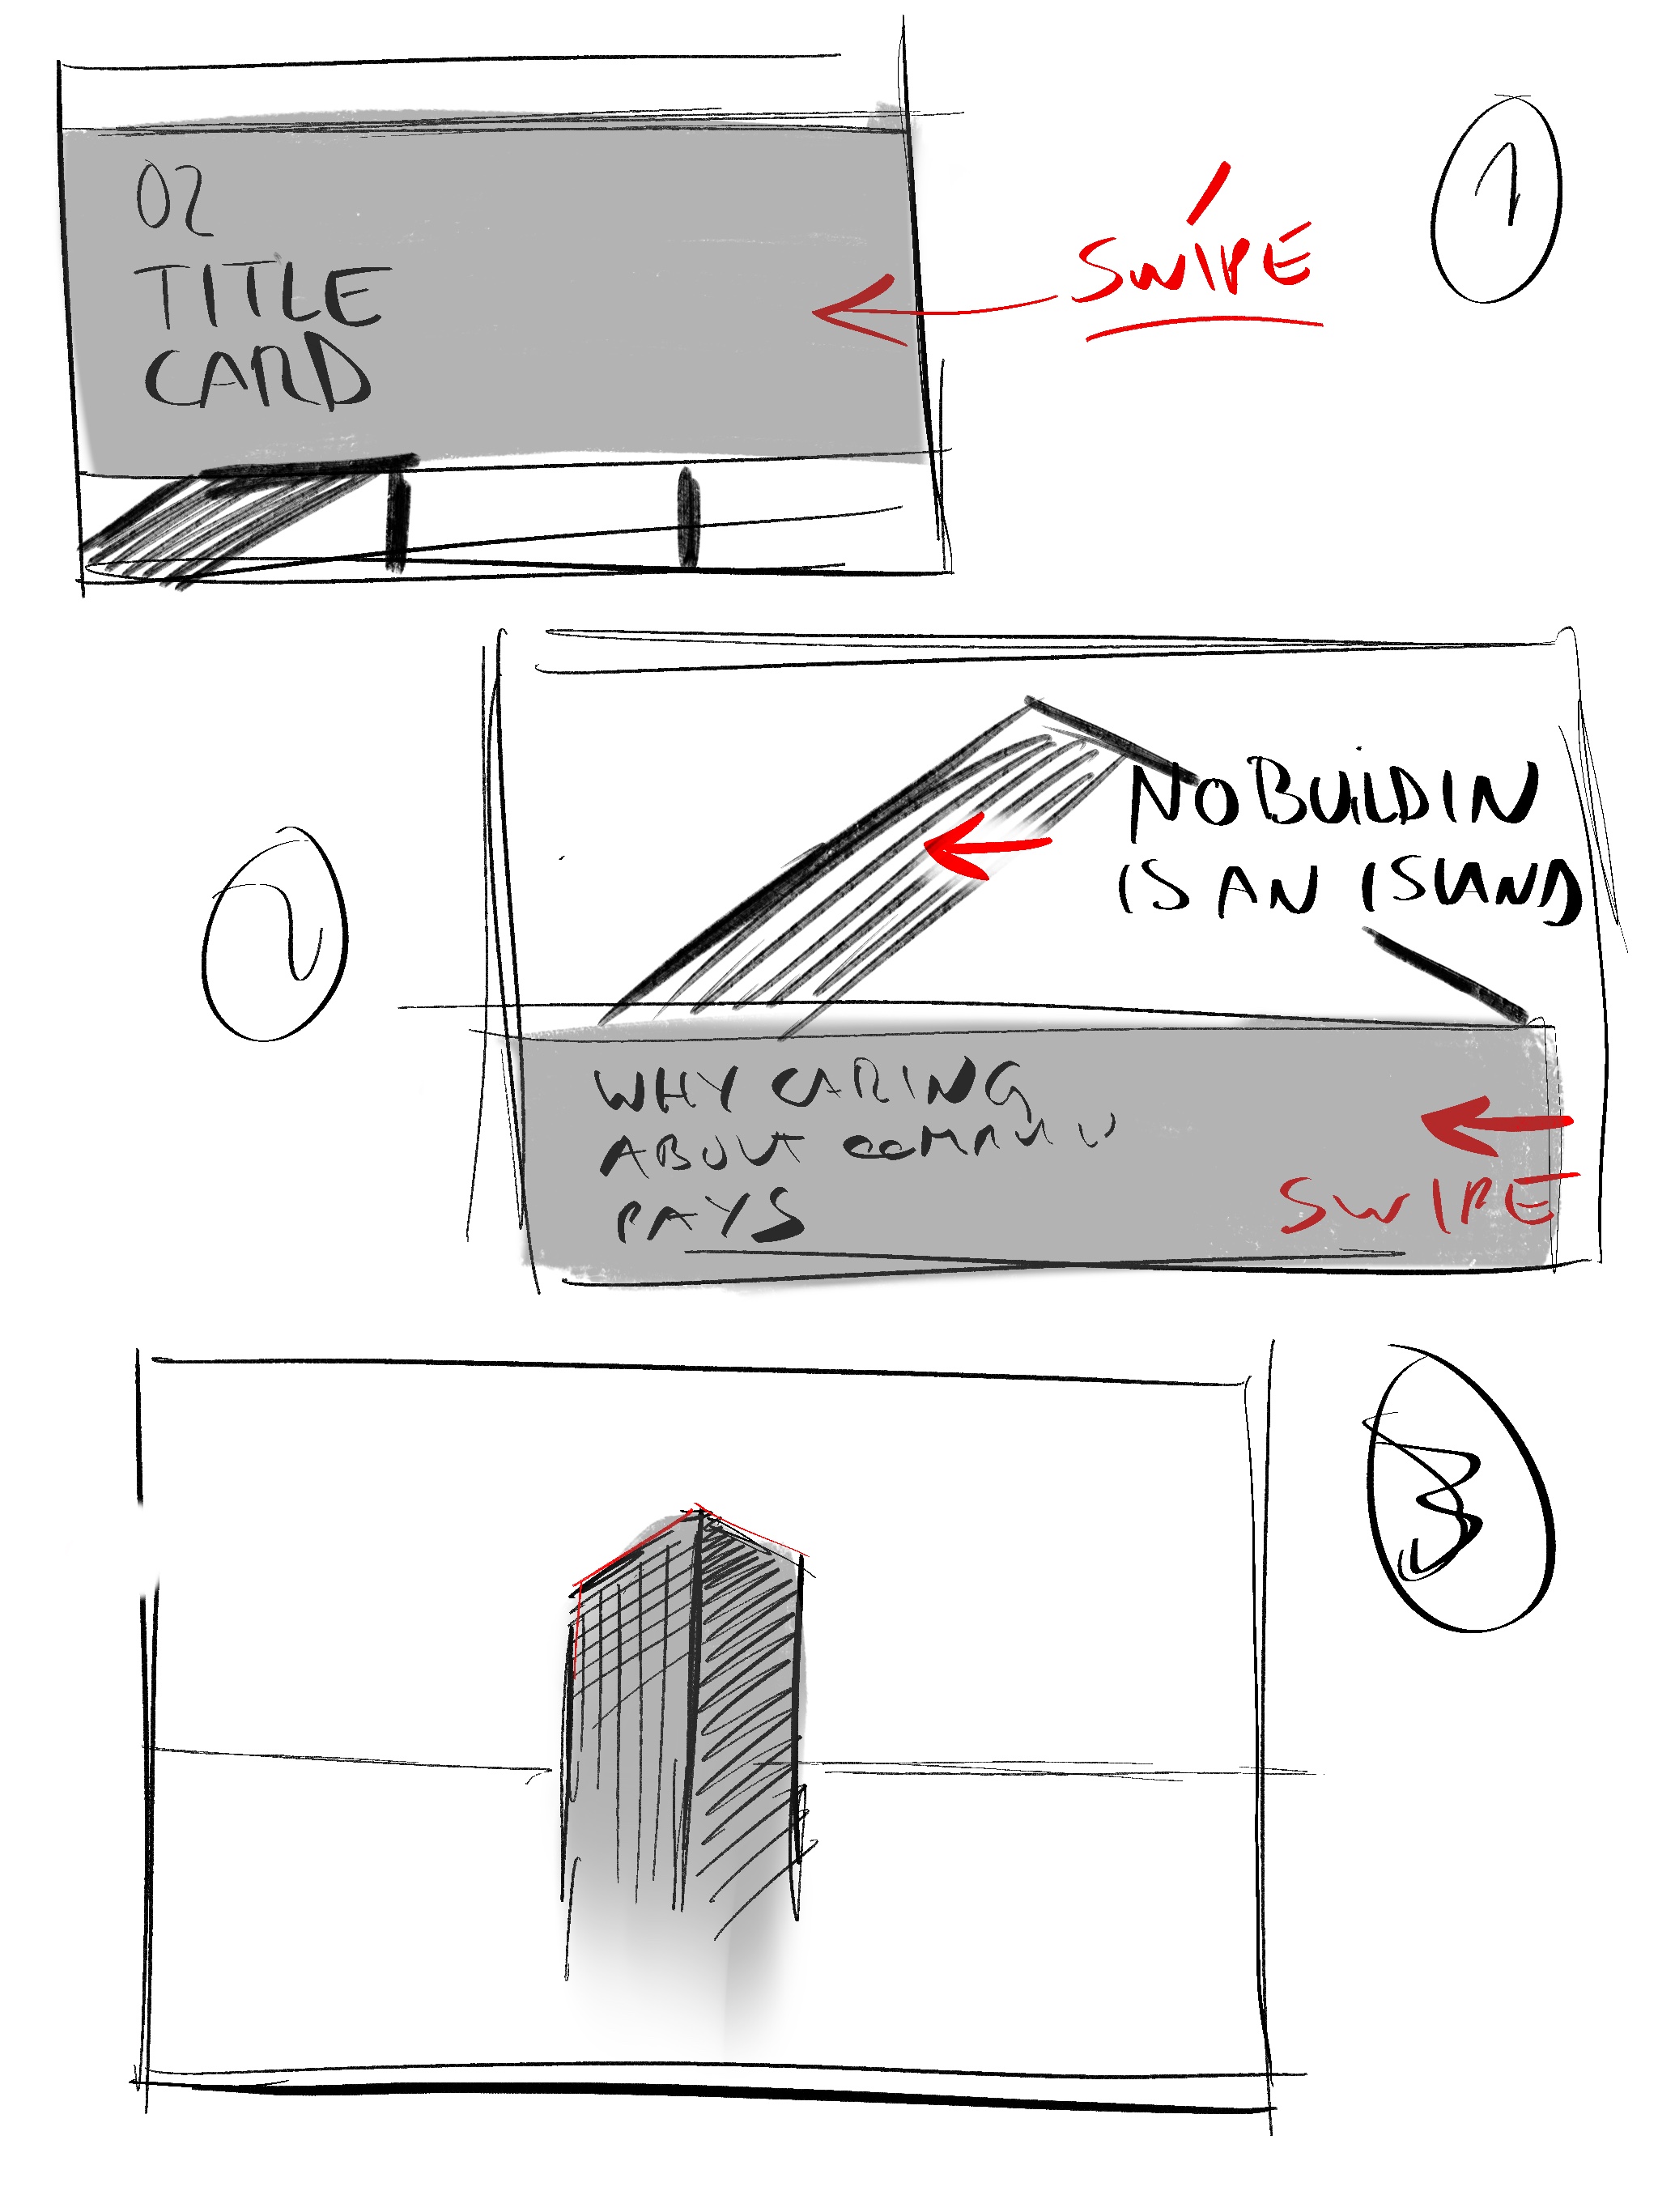 02
TITLE
CARD
SWIPE
1
2
NO BUILDIN
IS AN ISLAND
WHY CARING
ABOUT
PAYS
SWIPE
3